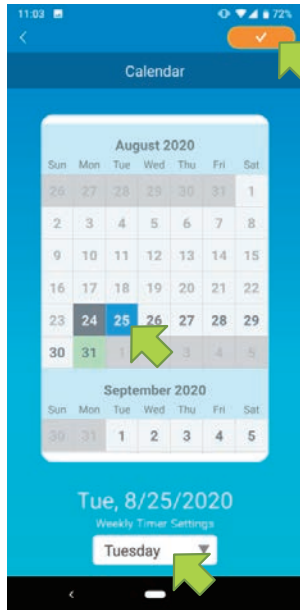 11:03 72%
Calendar
August 2020
Sun Mon Tue Wed Thu Fri Sat
26 27 28 29 30 31 1
2 3 4 5 6 7 8
9 10 11 12 13 14 15
16 17 18 19 20 21 22
23 24 25 26 27 28 29
30 31 1 3 4 5
September 2020
Sun Mon Tue Wed Thu Fri Sat
30 31 1 2 3 4 5
Tue, 8/25/2020
Weekly Timer Settings
Tuesday